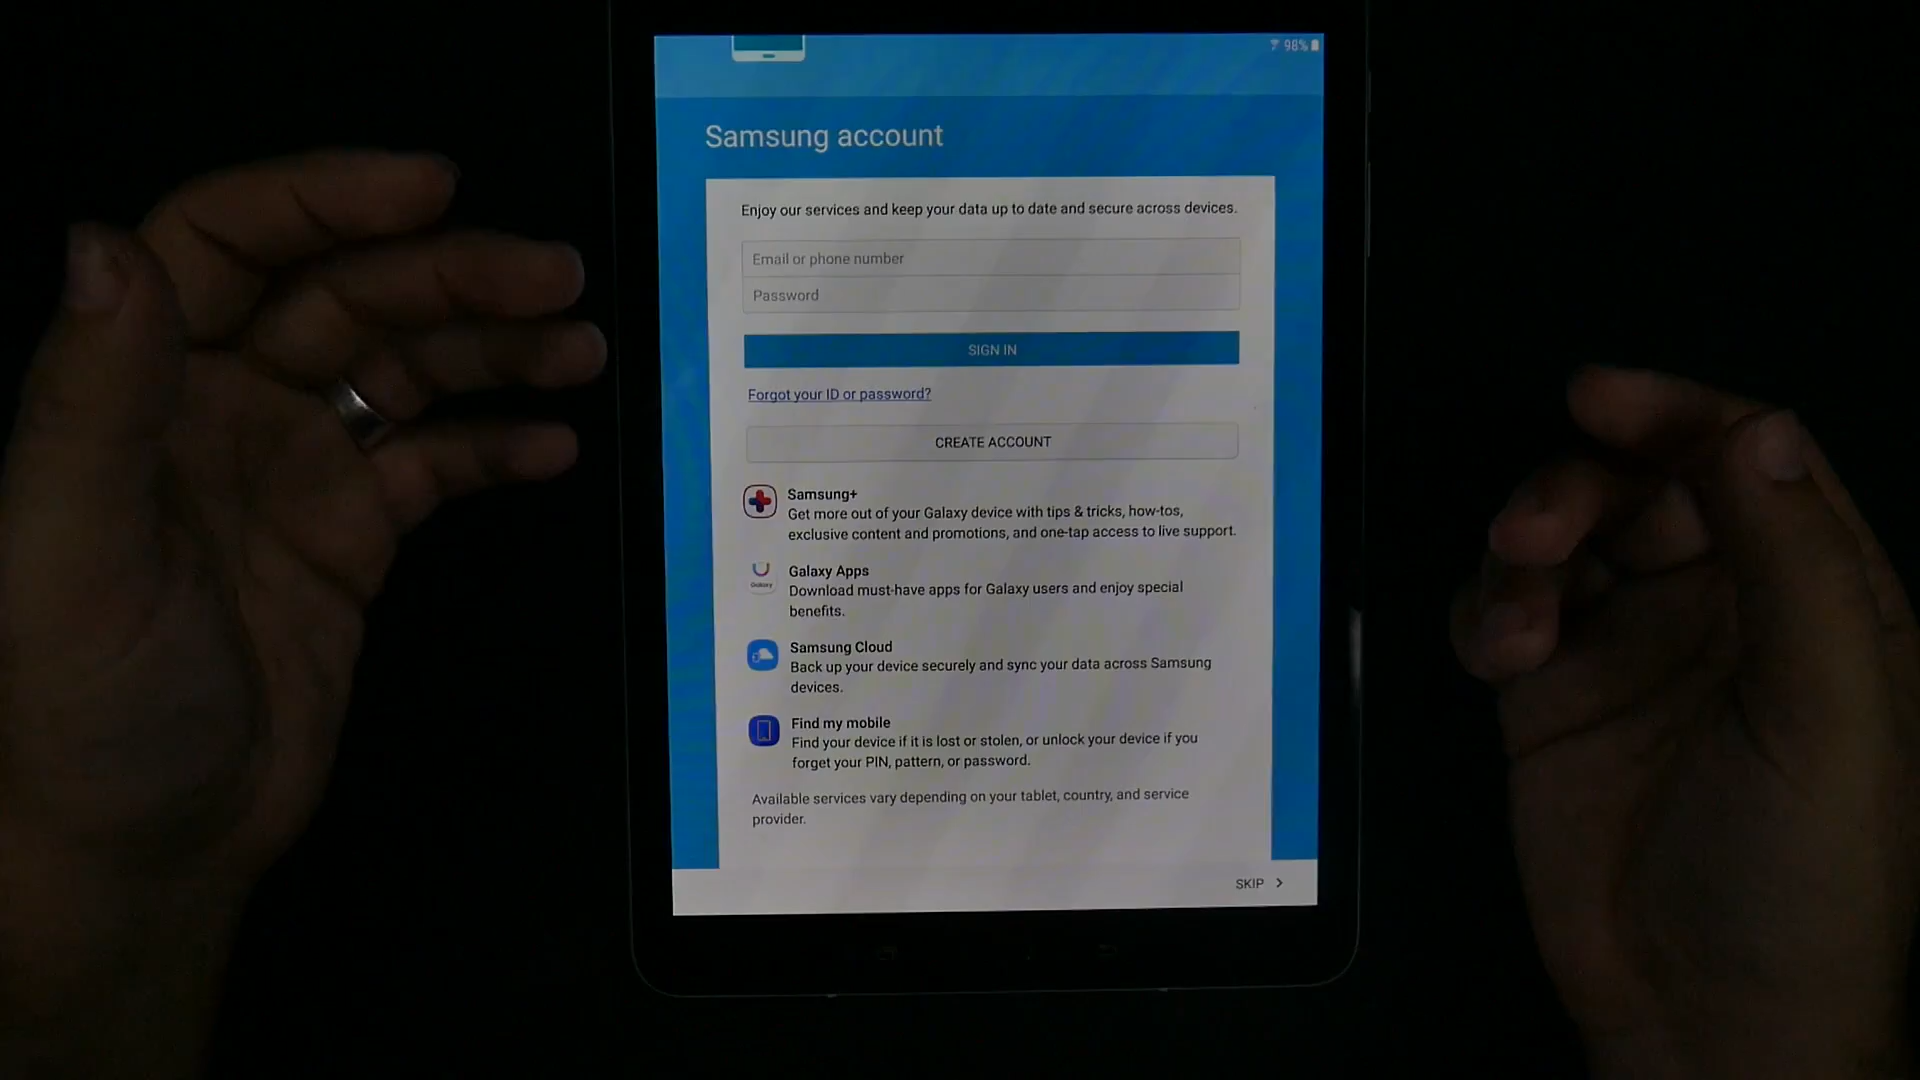 98%
Samsung account
Enjoy our services and keep your data up to date and secure across devices.
Email or phone number
Password
SIGN IN
Forgot your ID or password?
CREATE ACCOUNT
Samsung+
Get more out of your Galaxy device with tips & tricks, how-tos,
exclusive content and promotions, and one-tap access to live support.
Galaxy
Galaxy Apps
Download must-have apps for Galaxy users and enjoy special
benefits.
Samsung Cloud
Back up your device securely and sync your data across Samsung
devices.
Find my mobile
Find your device if it is lost or stolen, or unlock your device if you
forget your PIN, pattern, or password.
Available services vary depending on your tablet, country, and service
provider.
SKIP >